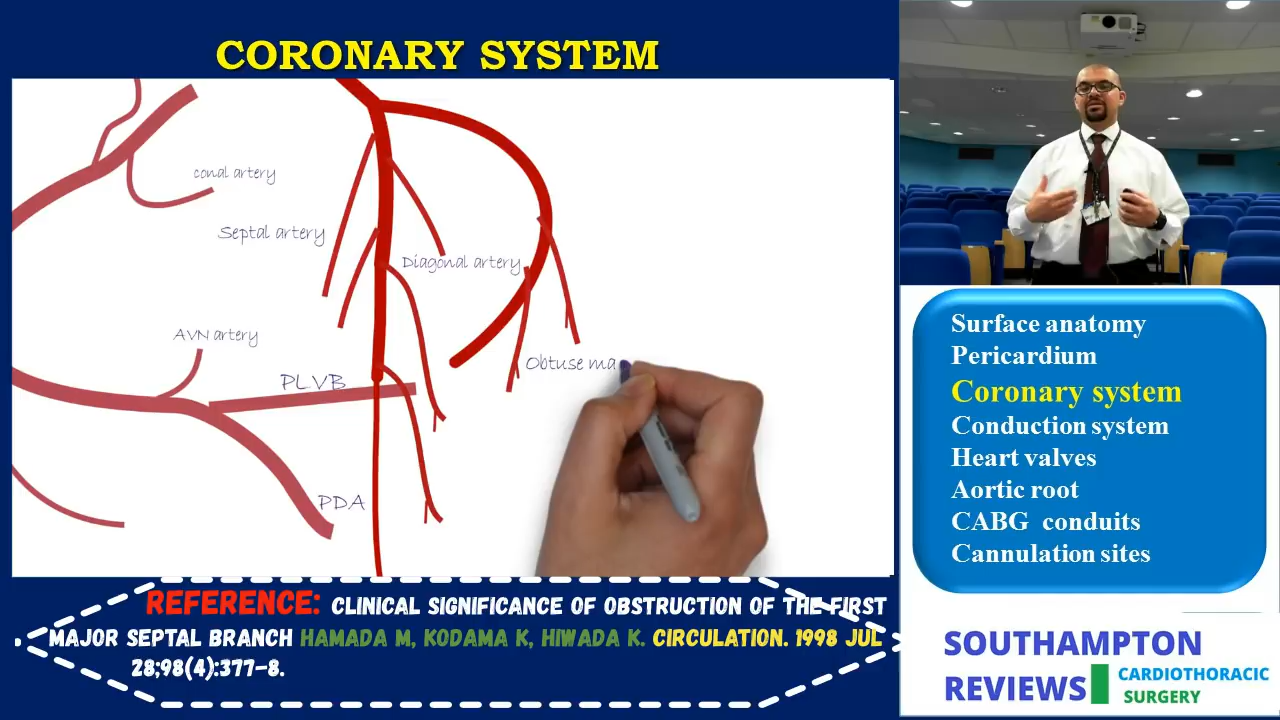 CORONARY SYSTEM
conal artery
Septal artery
Diagonal artery
AVN artery
Obtuse ma
PLVB
PDA
REFERENCE: CLINICAL SIGNIFICANCE OF OBSTRUCTION OF THE FIRST
MAJOR SEPTAL BRANCH HAMADA M, KODAMA K, HIWADA K. CIRCULATION. 1998 JUL
28;98(4):377-8.
Surface anatomy
Pericardium
Coronary system
Conduction system
Heart valves
Aortic root
CABG conduits
Cannulation sites
SOUTHAMPTON
REVIEWS CARDIOTHORACIC
SURGERY